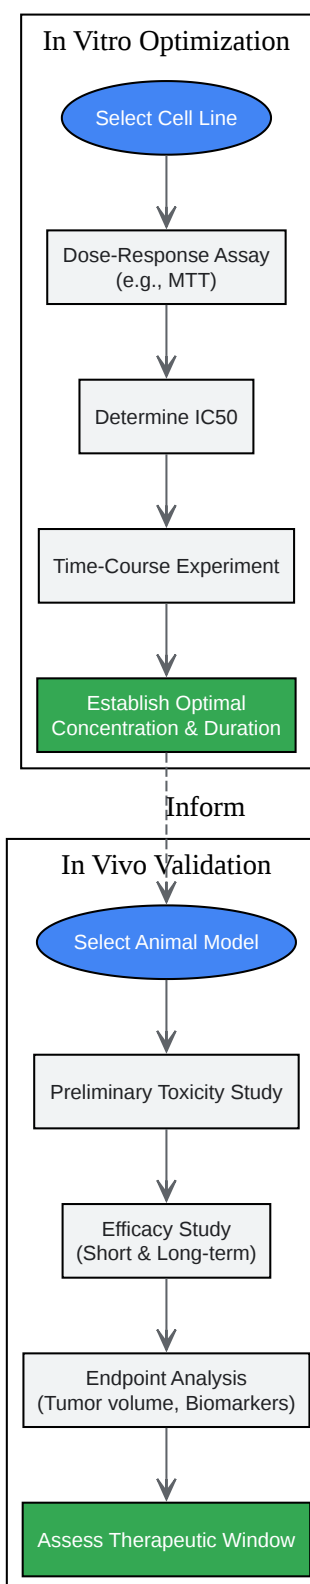 In Vitro Optimization
Select Cell Line
Dose-Response Assay
(e.g., MTT)
Determine IC50
Time-Course Experiment
Establish Optimal
Concentration & Duration
Inform
In Vivo Validation
Select Animal Model
Preliminary Toxicity Study
Efficacy Study
(Short & Long-term)
Endpoint Analysis
(Tumor volume, Biomarkers)
Assess Therapeutic Window